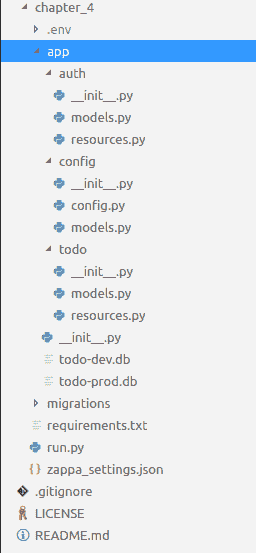 chapter_4
.env
app
auth
__init__.py
models.py
resources.py
config
__init__.py
config.py
models.py
todo
__init__.py
models.py
resources.py
__init__.py
todo-dev.db
todo-prod.db
migrations
requirements.txt
run.py
zappa_settings.json
.gitignore
LICENSE
README.md